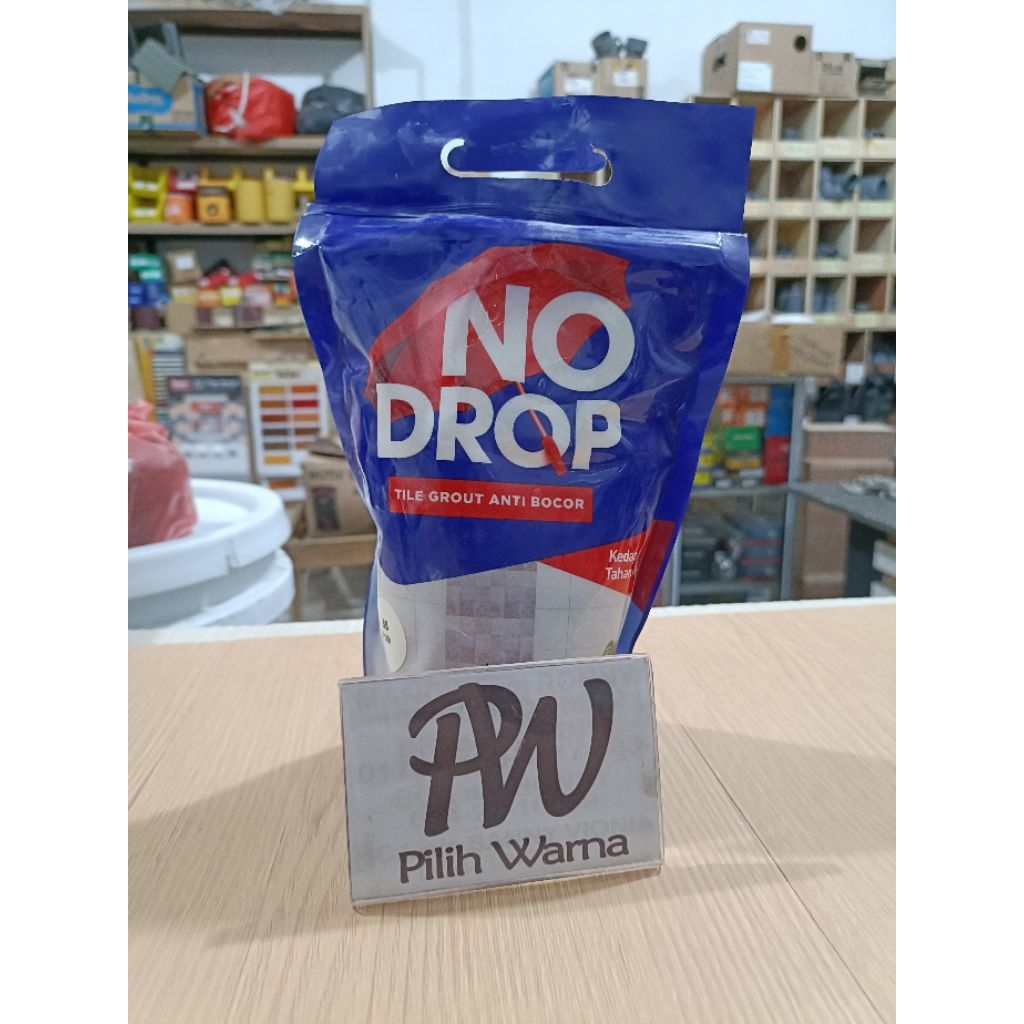 NO
DROP
TILE GROUT ANTI BOCOR
PW
Pilih Warna